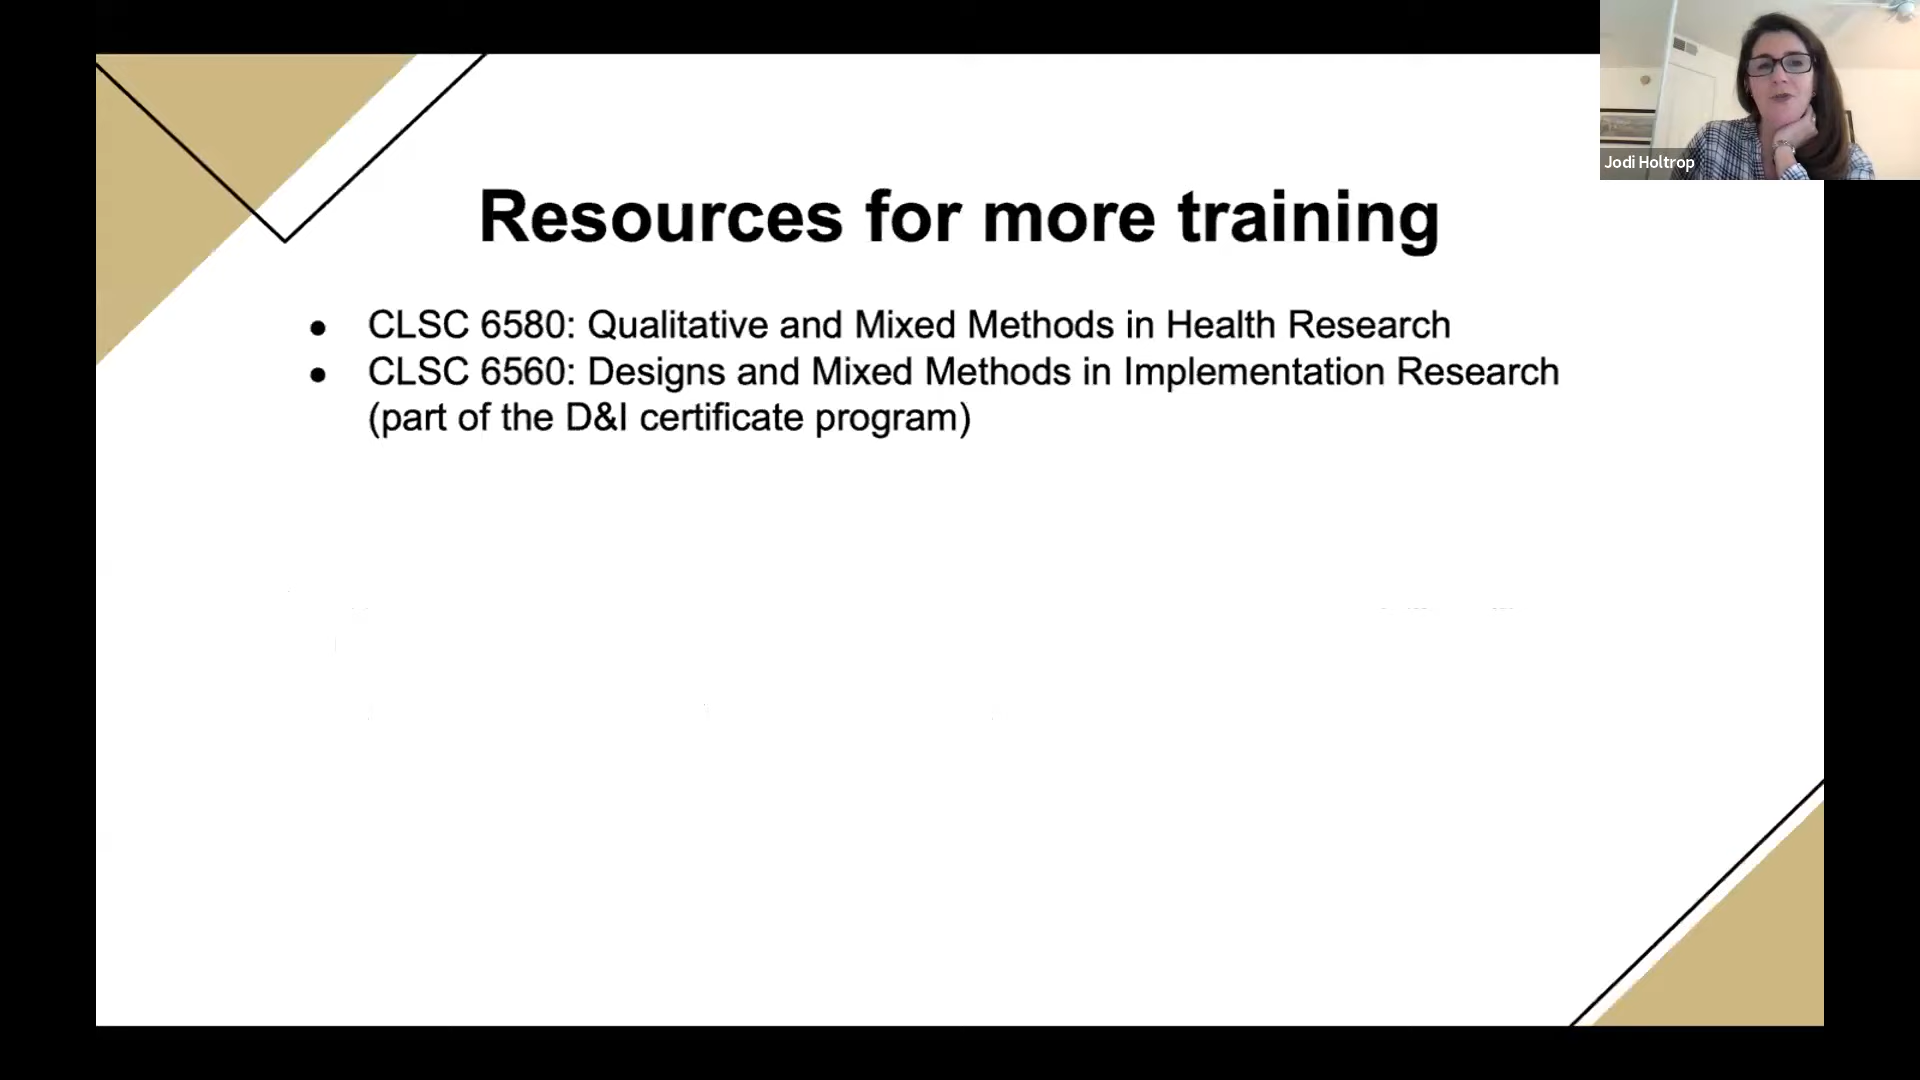 Jodi Holtrop
Resources for more training
● CLSC 6580: Qualitative and Mixed Methods in Health Research
● CLSC 6560: Designs and Mixed Methods in Implementation Research
(part of the D&I certificate program)